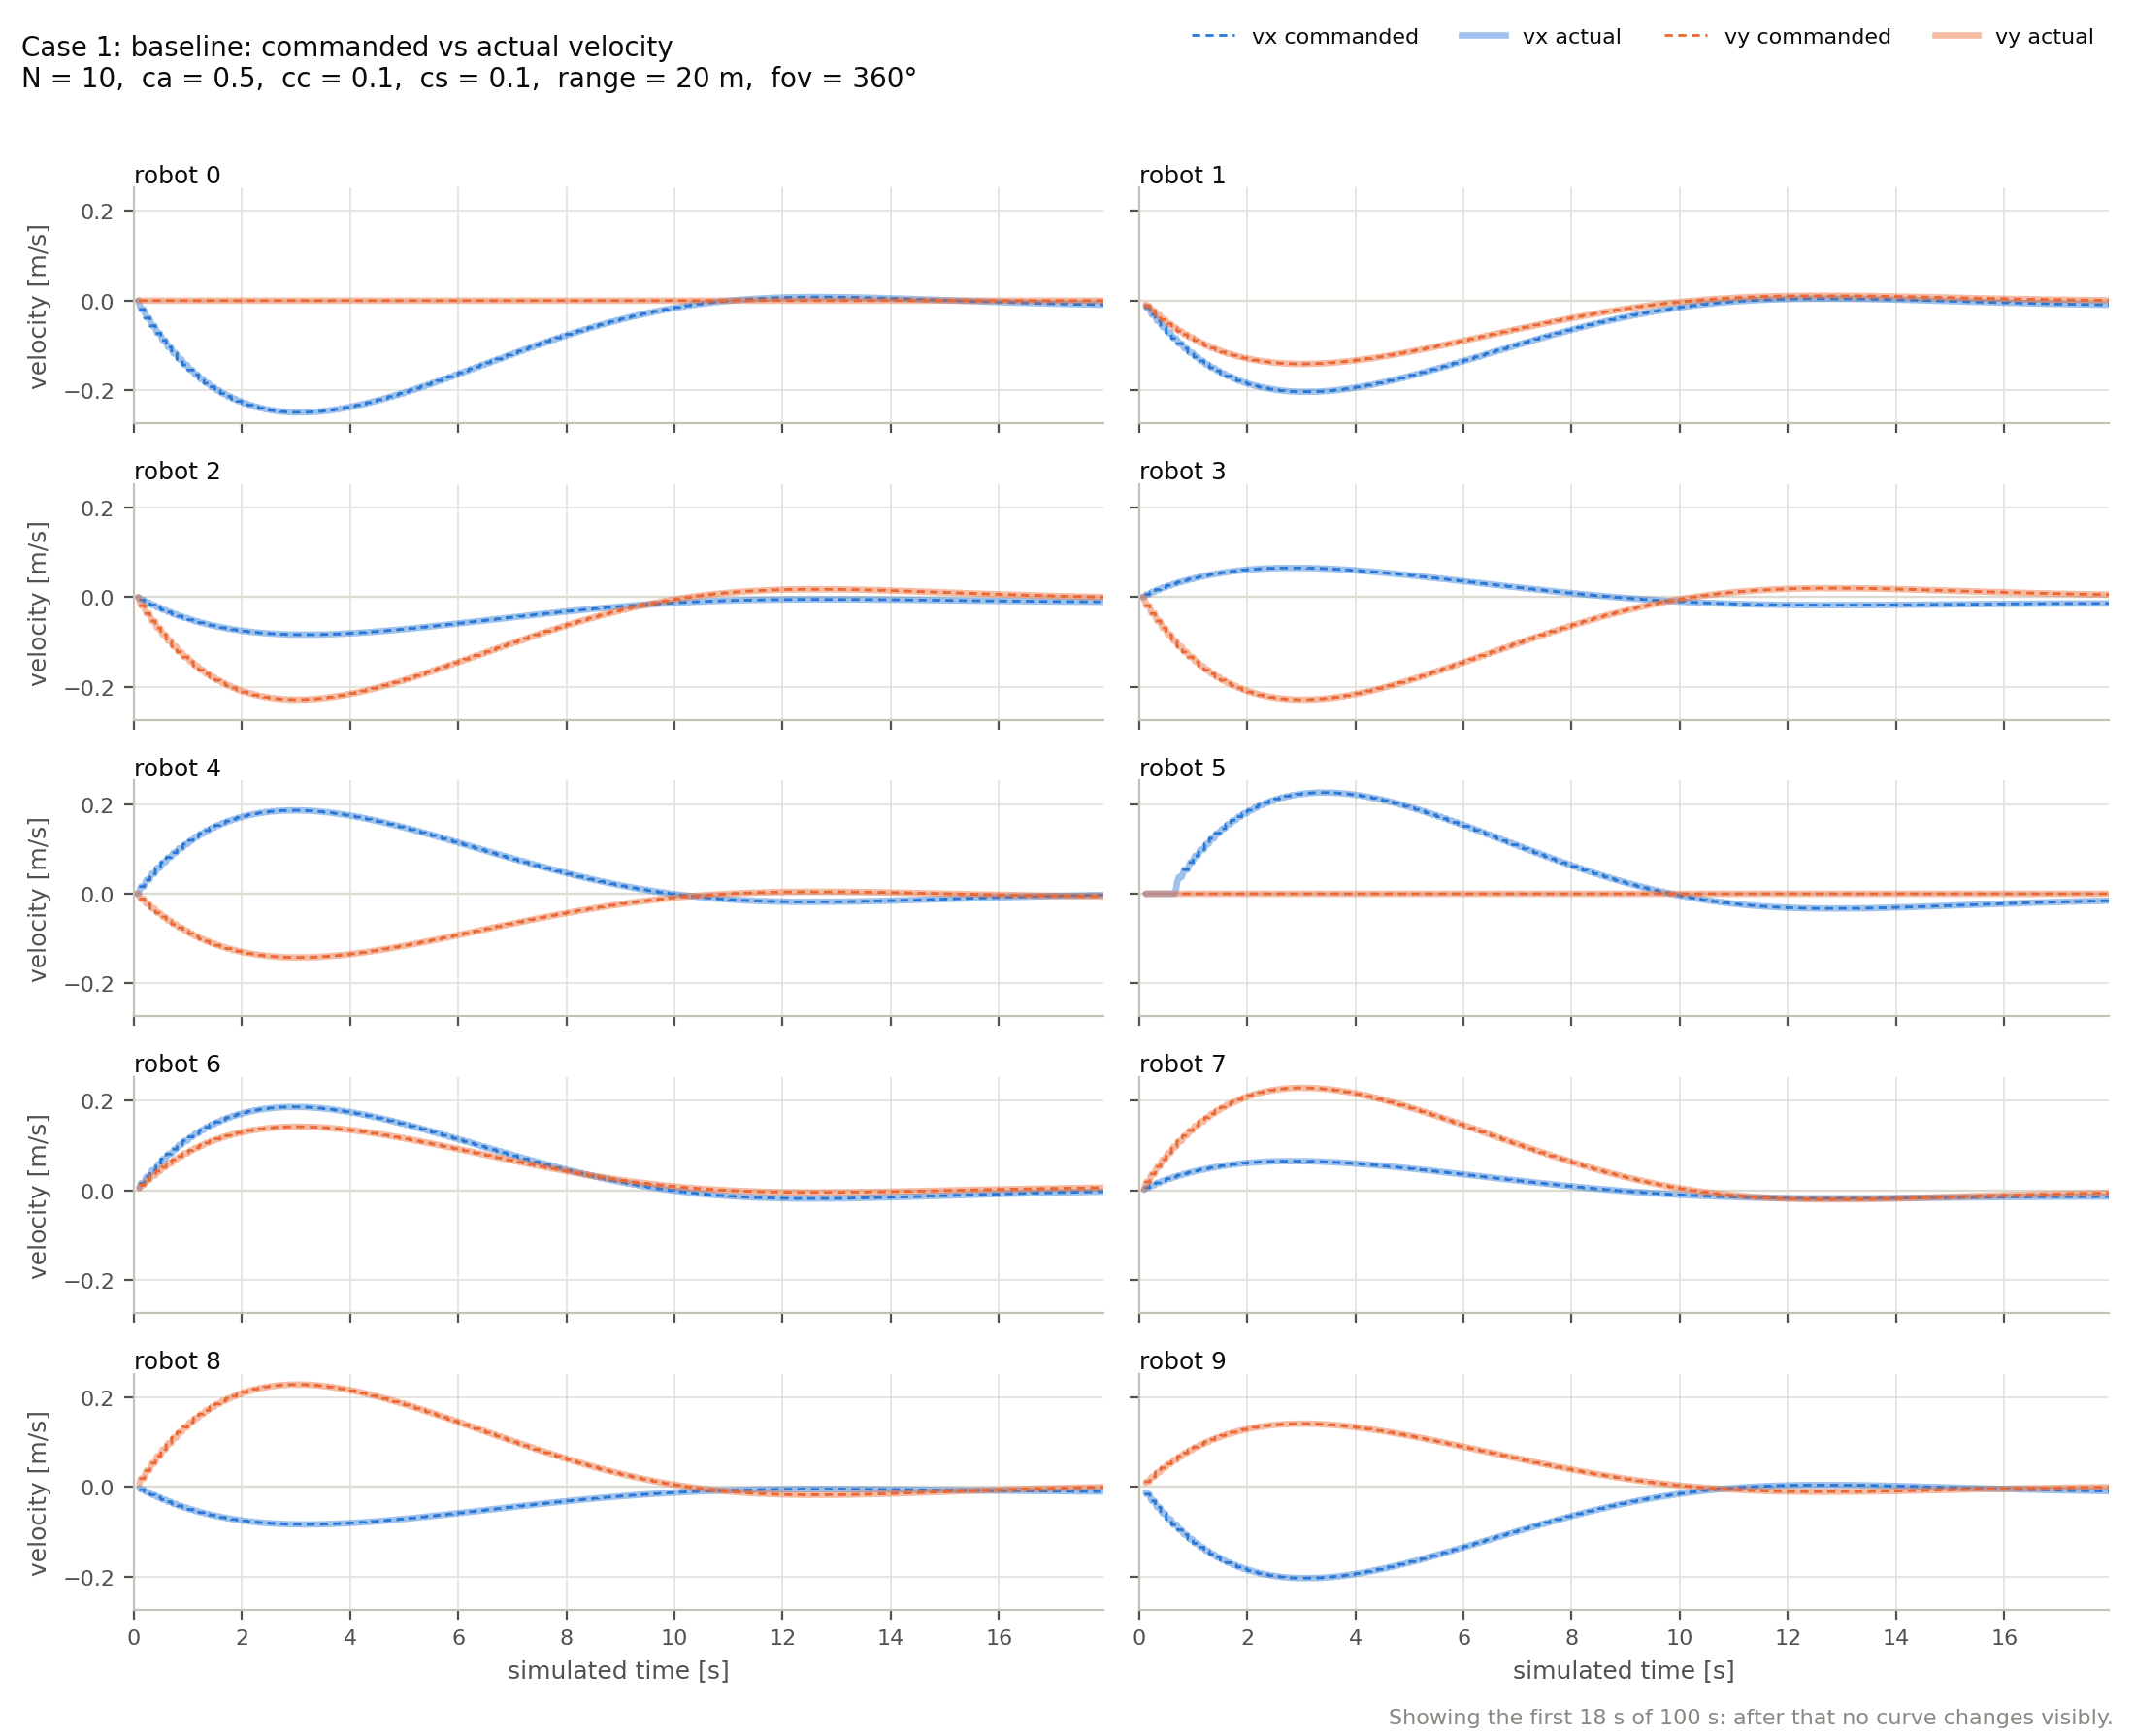 Case 1: baseline: commanded vs actual velocity
N = 10,  ca = 0.5,  cc = 0.1,  cs = 0.1,  range = 20 m,  fov = 360°
vx commanded
vx actual
vy commanded
vy actual
robot 0
velocity [m/s]
0.2
0.0
−0.2
robot 1
robot 2
velocity [m/s]
0.2
0.0
−0.2
robot 3
robot 4
velocity [m/s]
0.2
0.0
−0.2
robot 5
robot 6
velocity [m/s]
0.2
0.0
−0.2
robot 7
robot 8
velocity [m/s]
0.2
0.0
−0.2
0 2 4 6 8 10 12 14 16
simulated time [s]
robot 9
0 2 4 6 8 10 12 14 16
simulated time [s]
Showing the first 18 s of 100 s: after that no curve changes visibly.